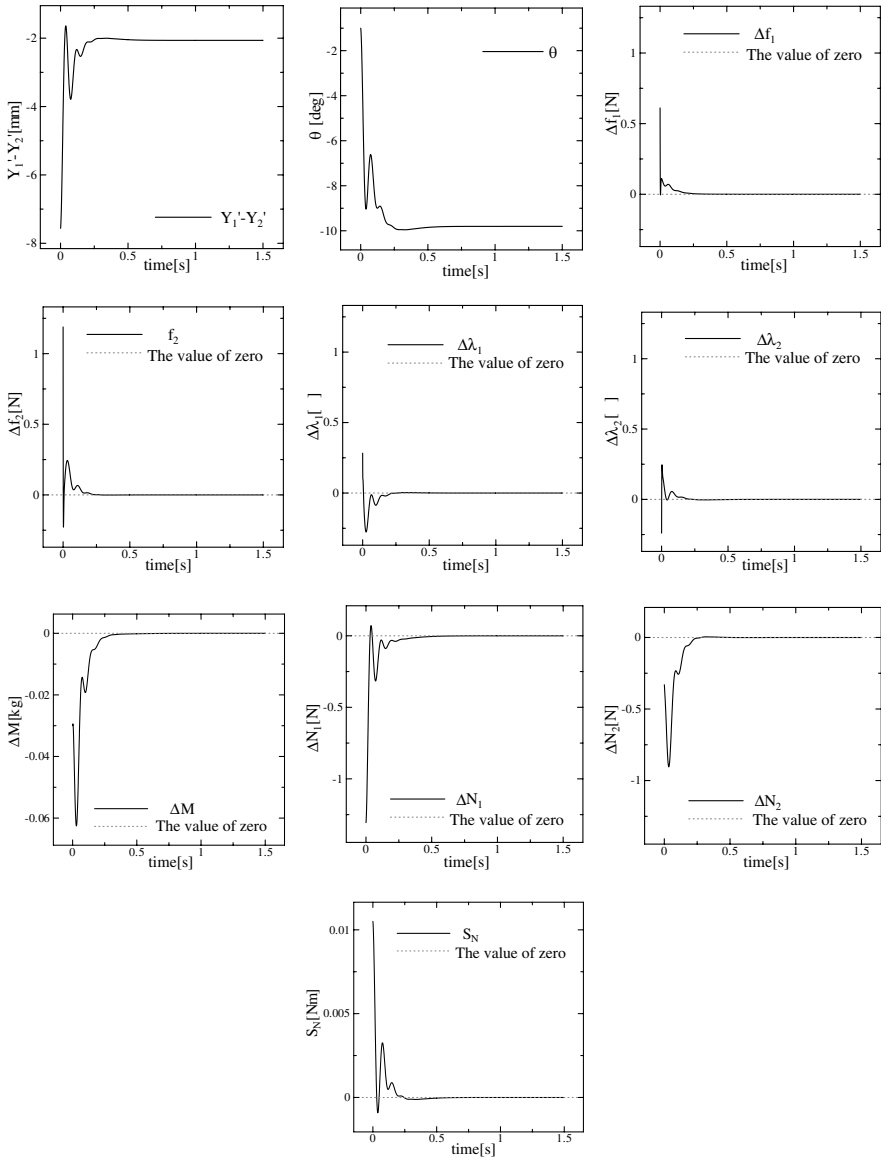 Y₁'-Y₂'[mm]
-2
-4
-6
-8
Y₁'-Y₂'
0 0.5 1 1.5
time[s]
θ [deg]
-2
-4
-6
-8
-10
θ
0 0.5 1 1.5
time[s]
Δf₁[N]
1
0.5
0
Δf₁
The value of zero
0 0.5 1 1.5
time[s]
Δf₂[N]
1
0.5
0
f₂
The value of zero
0 0.5 1 1.5
time[s]
Δλ₁[ ]
1
0.5
0
Δλ₁
The value of zero
0 0.5 1 1.5
time[s]
Δλ₂[ ]
1
0.5
0
Δλ₂
The value of zero
0 0.5 1 1.5
time[s]
ΔM[kg]
0
-0.02
-0.04
-0.06
ΔM
The value of zero
0 0.5 1 1.5
time[s]
ΔN₁[N]
0
-0.5
-1
ΔN₁
The value of zero
0 0.5 1 1.5
time[s]
ΔN₂[N]
0
-0.5
-1
ΔN₂
The value of zero
0 0.5 1 1.5
time[s]
S_N[Nm]
0.01
0.005
0
S_N
The value of zero
0 0.5 1 1.5
time[s]